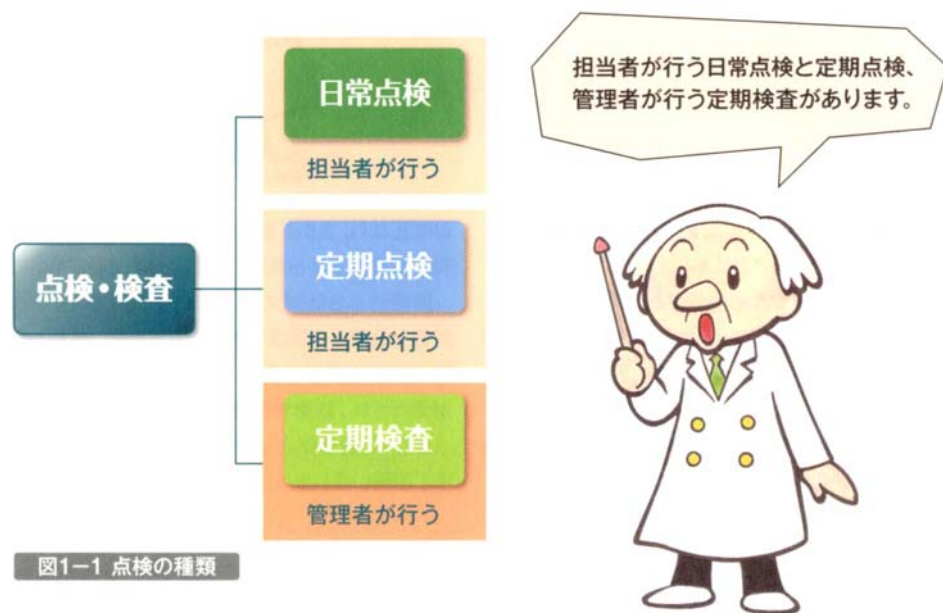 日常点検
担当者が行う
定期点検
担当者が行う
点検・検査
定期検査
管理者が行う
図1-1 点検の種類
担当者が行う日常点検と定期点検、
管理者が行う定期検査があります。